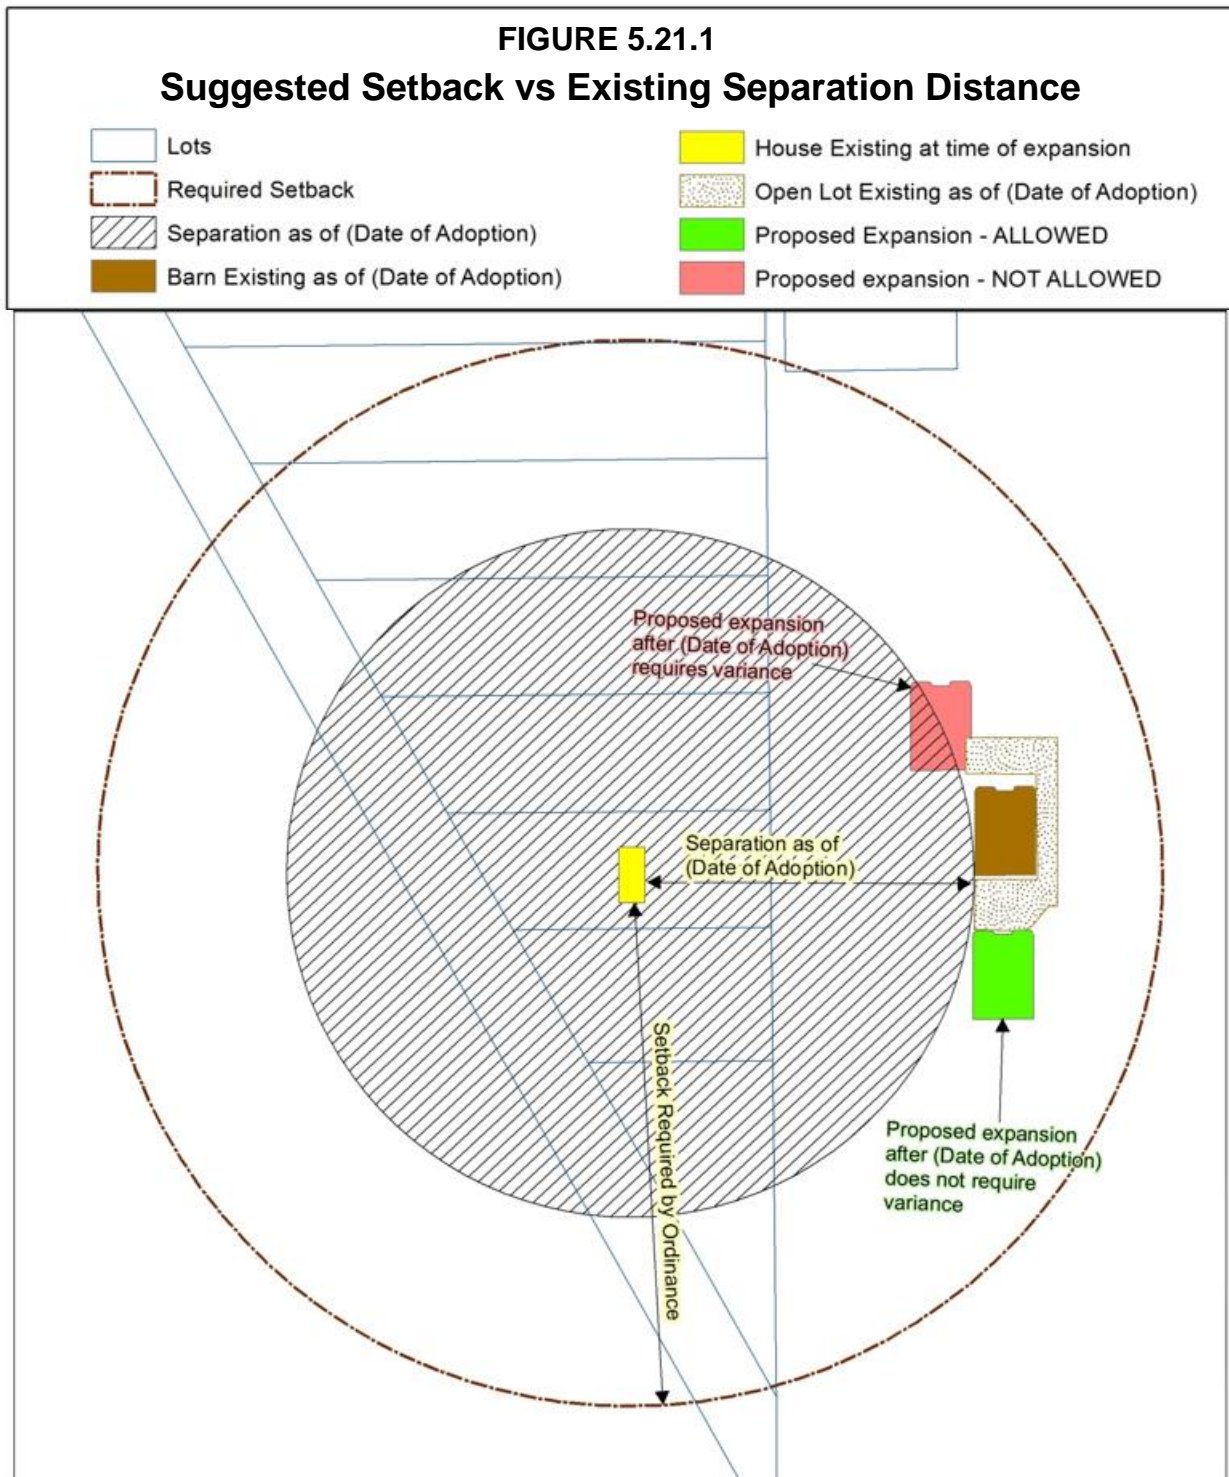 FIGURE 5.21.1
Suggested Setback vs Existing Separation Distance
Lots
Required Setback
Separation as of (Date of Adoption)
Barn Existing as of (Date of Adoption)
House Existing at time of expansion
Open Lot Existing as of (Date of Adoption)
Proposed Expansion - ALLOWED
Proposed expansion - NOT ALLOWED
Proposed expansion
after (Date of Adoption)
requires variance
Separation as of
(Date of Adoption)
Setback Required by Ordinance
Proposed expansion
after (Date of Adoption)
does not require
variance